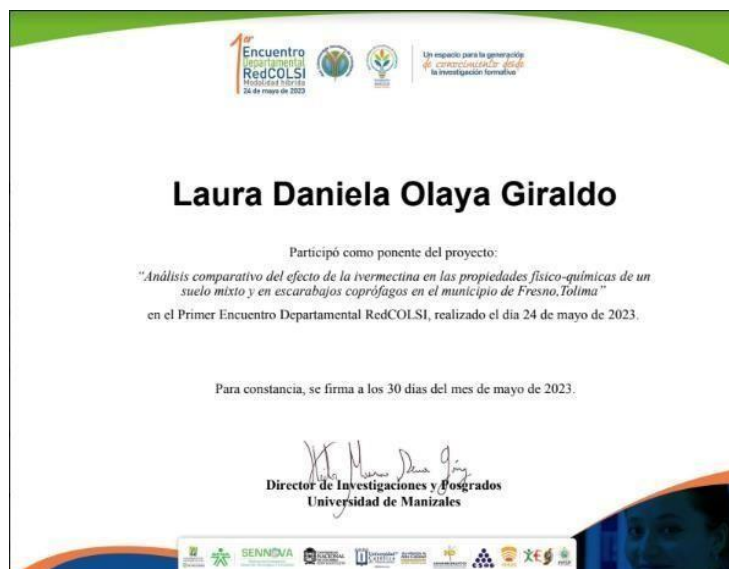 1er
Encuentro
Departamental
RedCOLSI
Modalidad híbrida
24 de mayo de 2023
Un espacio para la generación
de conocimiento desde
la investigación formativa
Laura Daniela Olaya Giraldo
Participó como ponente del proyecto:
“Análisis comparativo del efecto de la ivermectina en las propiedades físico-químicas de un
suelo mixto y en escarabajos coprófagos en el municipio de Fresno,Tolima”
en el Primer Encuentro Departamental RedCOLSI, realizado el día 24 de mayo de 2023.
Para constancia, se firma a los 30 días del mes de mayo de 2023.
Director de Investigaciones y Posgrados
Universidad de Manizales
SENNOVA
UNIVERSIDAD
NACIONAL
Universidad